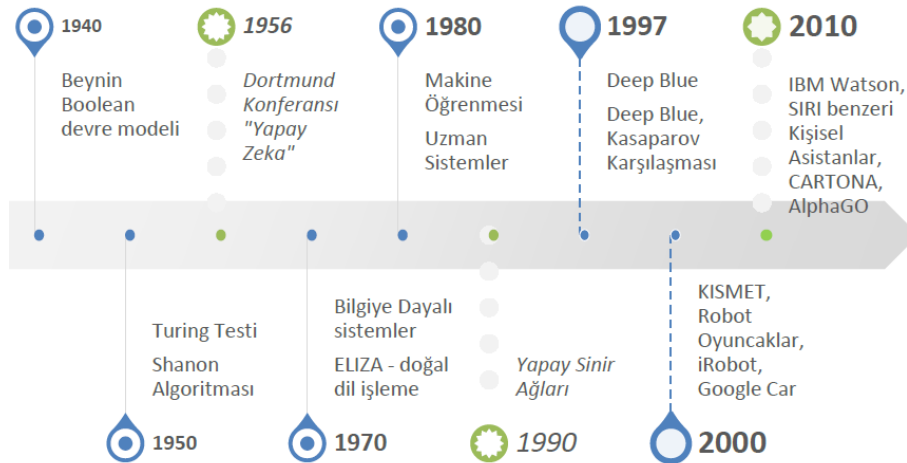 1940
Beynin
Boolean
devre modeli
1956
Dortmund
Konferansı
"Yapay
Zeka"
1980
Makine
Öğrenmesi
Uzman
Sistemler
1997
Deep Blue
Deep Blue,
Kasaparov
Karşılaşması
2010
IBM Watson,
SIRI benzeri
Kişisel
Asistanlar,
CARTONA,
AlphaGO
Turing Testi
Shanon
Algoritması
1950
Bilgiye Dayalı
sistemler
ELIZA - doğal
dil işleme
1970
Yapay Sinir
Ağları
1990
KISMET,
Robot
Oyuncaklar,
iRobot,
Google Car
2000